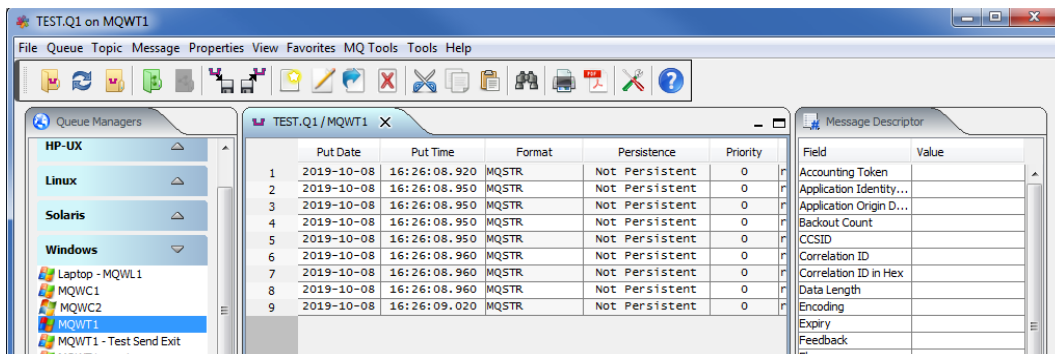 TEST.Q1 on MQWT1
File Queue Topic Message Properties View Favorites MQ Tools Tools Help
PDF
Queue Managers
HP-UX
Linux
Solaris
Windows
Laptop - MQWL1
MQWC1
MQWC2
MQWT1
MQWT1 - Test Send Exit
TEST.Q1 / MQWT1
Put Date Put Time Format Persistence Priority
1 2019-10-08 16:26:08.920 MQSTR Not Persistent 0
2 2019-10-08 16:26:08.950 MQSTR Not Persistent 0
3 2019-10-08 16:26:08.950 MQSTR Not Persistent 0
4 2019-10-08 16:26:08.950 MQSTR Not Persistent 0
5 2019-10-08 16:26:08.950 MQSTR Not Persistent 0
6 2019-10-08 16:26:08.960 MQSTR Not Persistent 0
7 2019-10-08 16:26:08.960 MQSTR Not Persistent 0
8 2019-10-08 16:26:08.960 MQSTR Not Persistent 0
9 2019-10-08 16:26:09.020 MQSTR Not Persistent 0
Message Descriptor
Field Value
Accounting Token
Application Identity...
Application Origin D...
Backout Count
CCSID
Correlation ID
Correlation ID in Hex
Data Length
Encoding
Expiry
Feedback